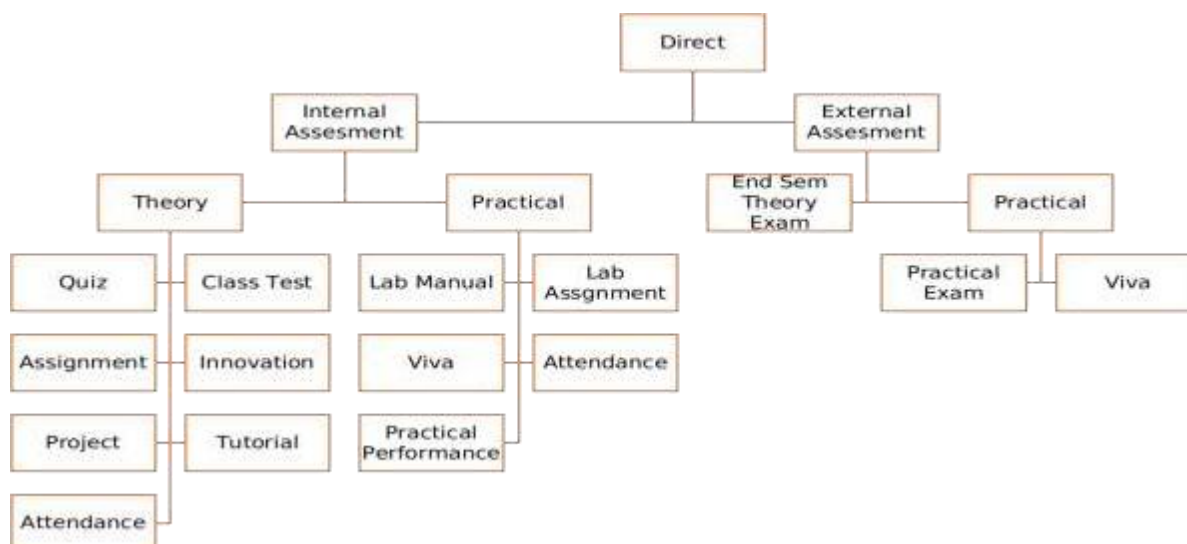 Direct
Internal
Assesment
External
Assesment
Theory
Practical
End Sem
Theory
Exam
Practical
Quiz
Class Test
Lab Manual
Lab
Assgnment
Practical
Exam
Viva
Assignment
Innovation
Viva
Attendance
Project
Tutorial
Practical
Performance
Attendance